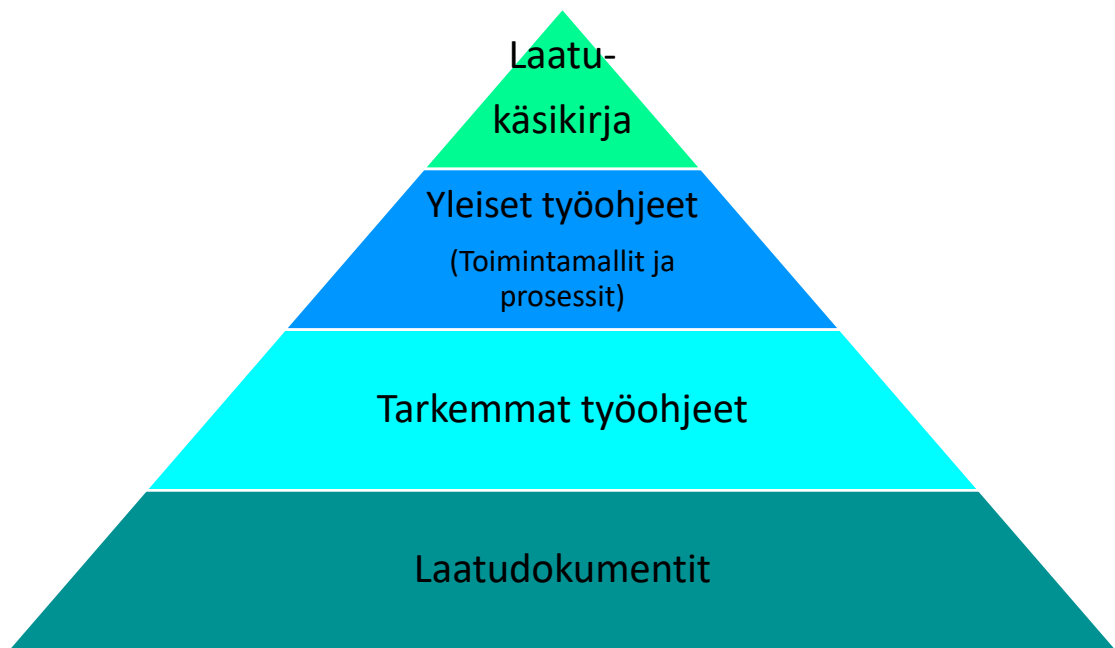 Laatu-
käsikirja
Yleiset työohjeet
(Toimintamallit ja
prosessit)
Tarkemmat työohjeet
Laatudokumentit